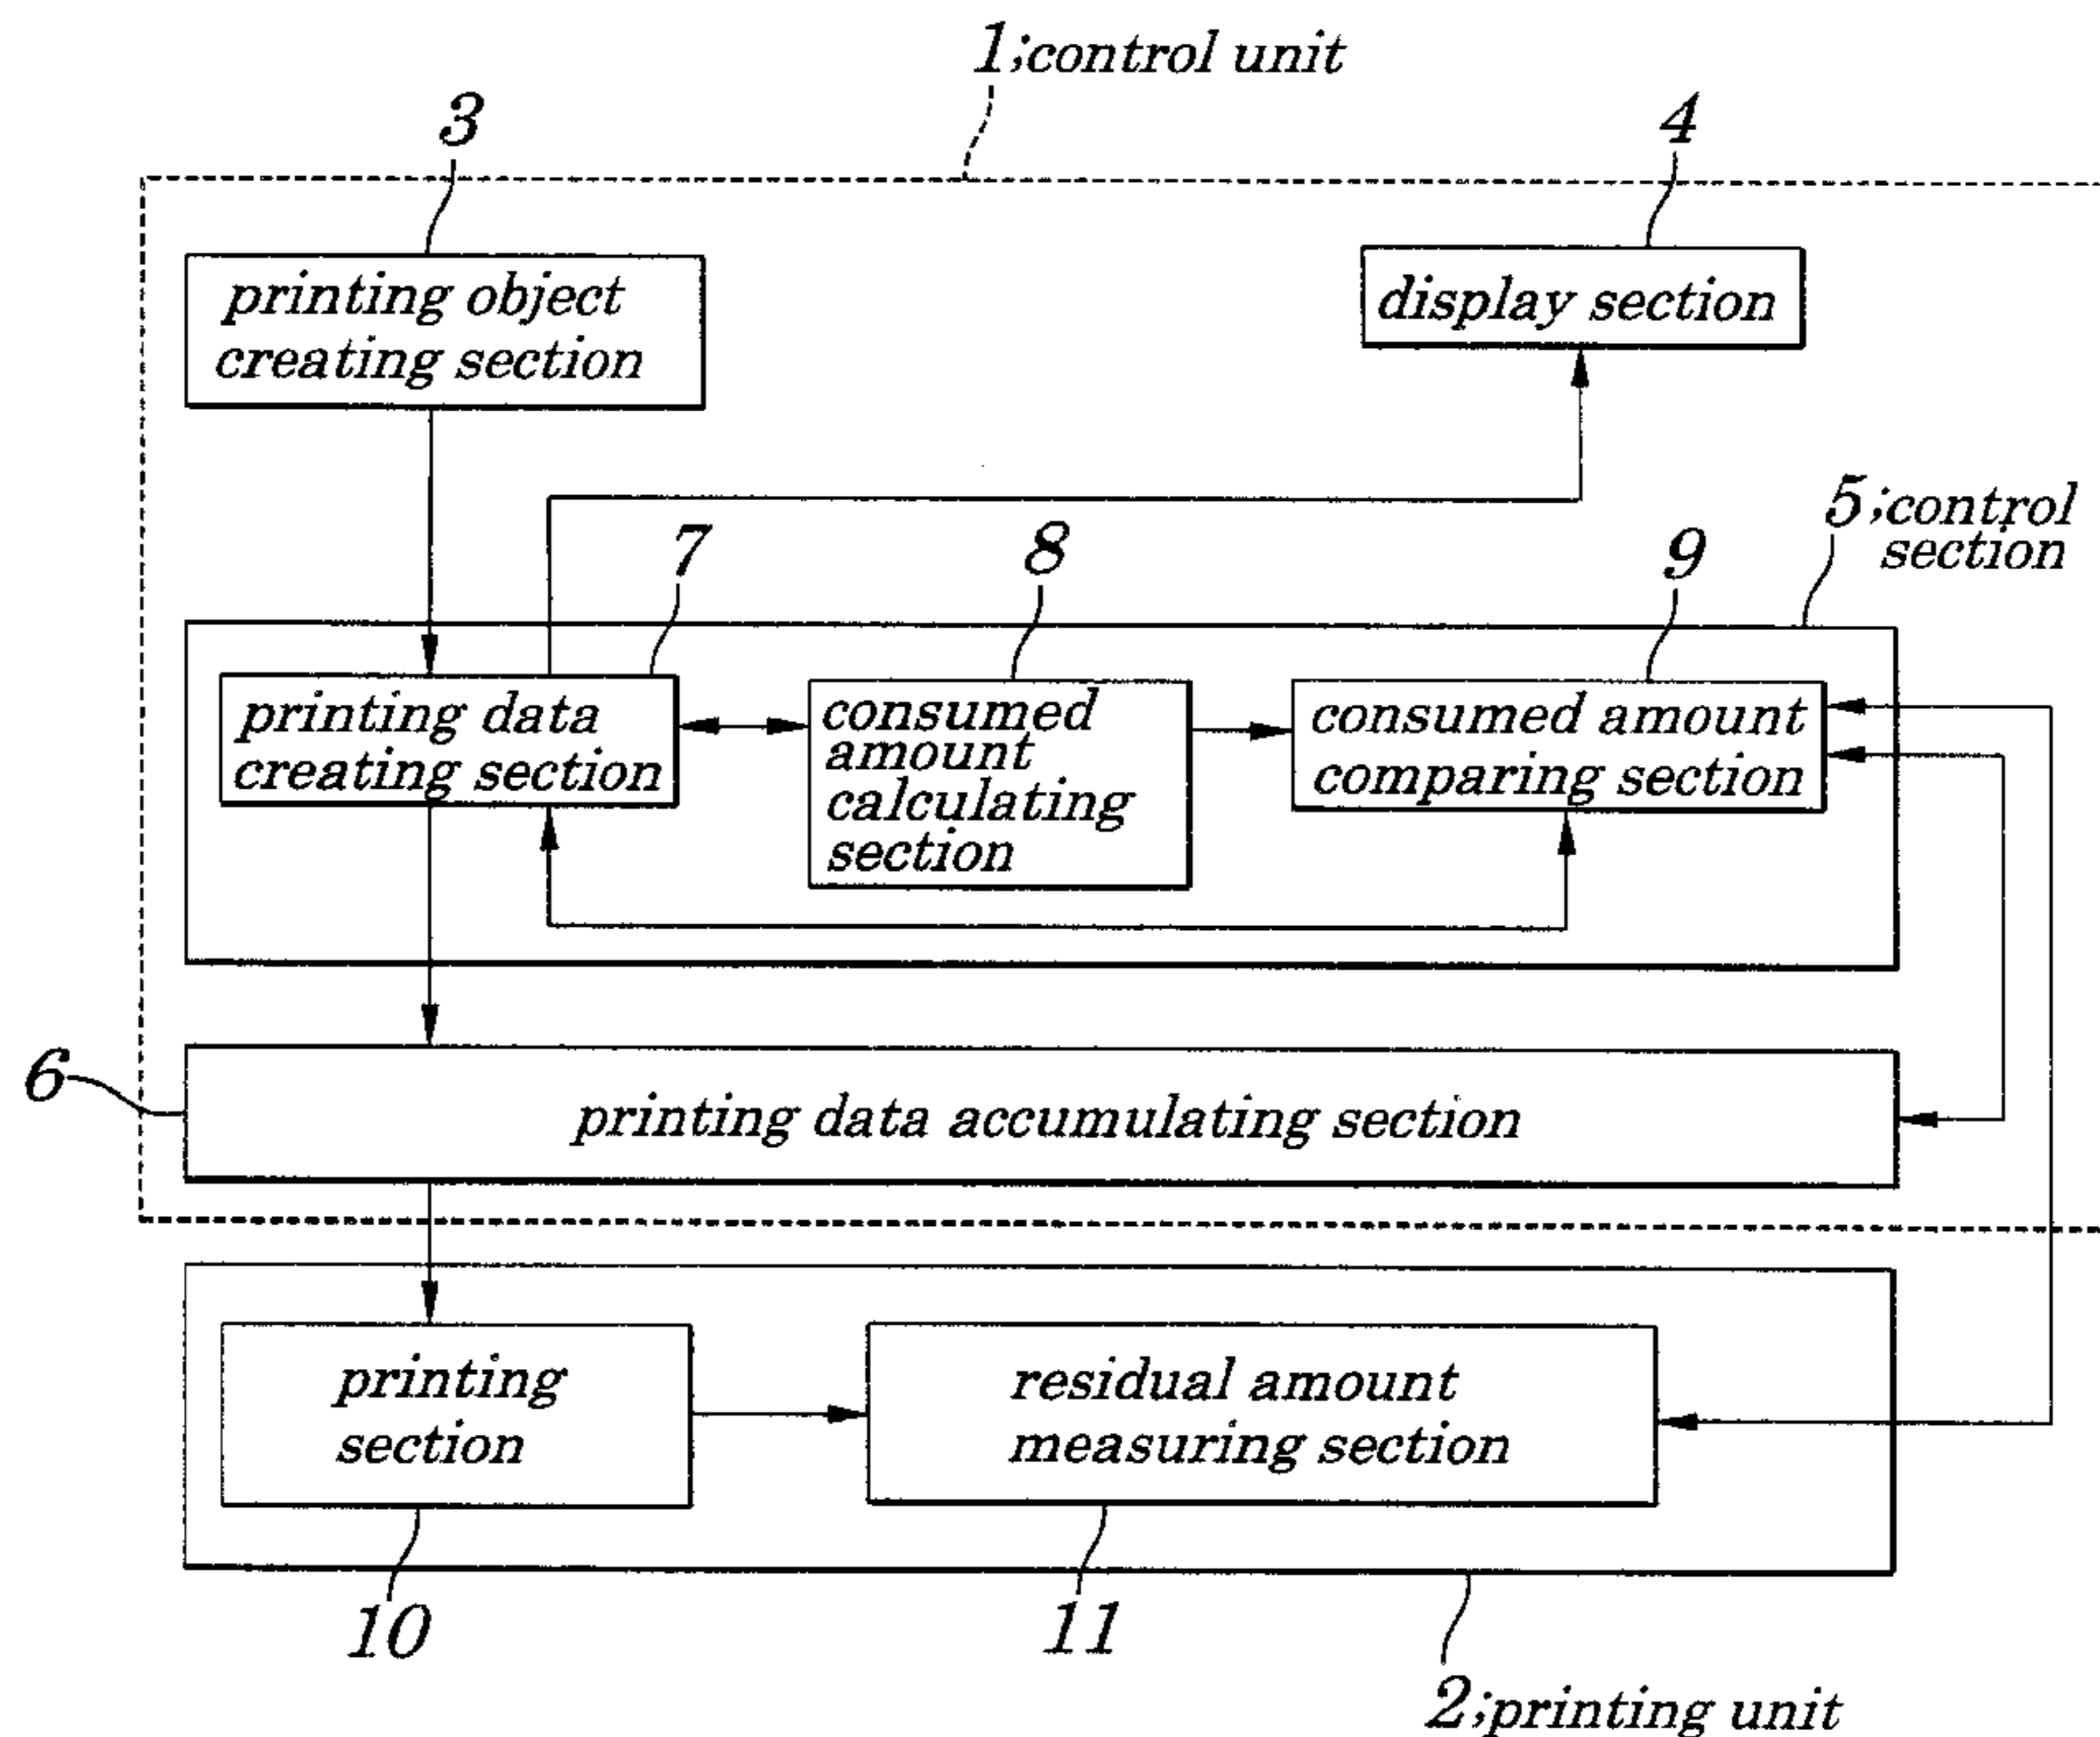 1;control unit
3
4
printing object
creating section
display section
5;control
section
7
8
9
printing data
creating section
consumed
amount
calculating
section
consumed amount
comparing section
6
printing data accumulating section
printing
section
residual amount
measuring section
10
11
2;printing unit